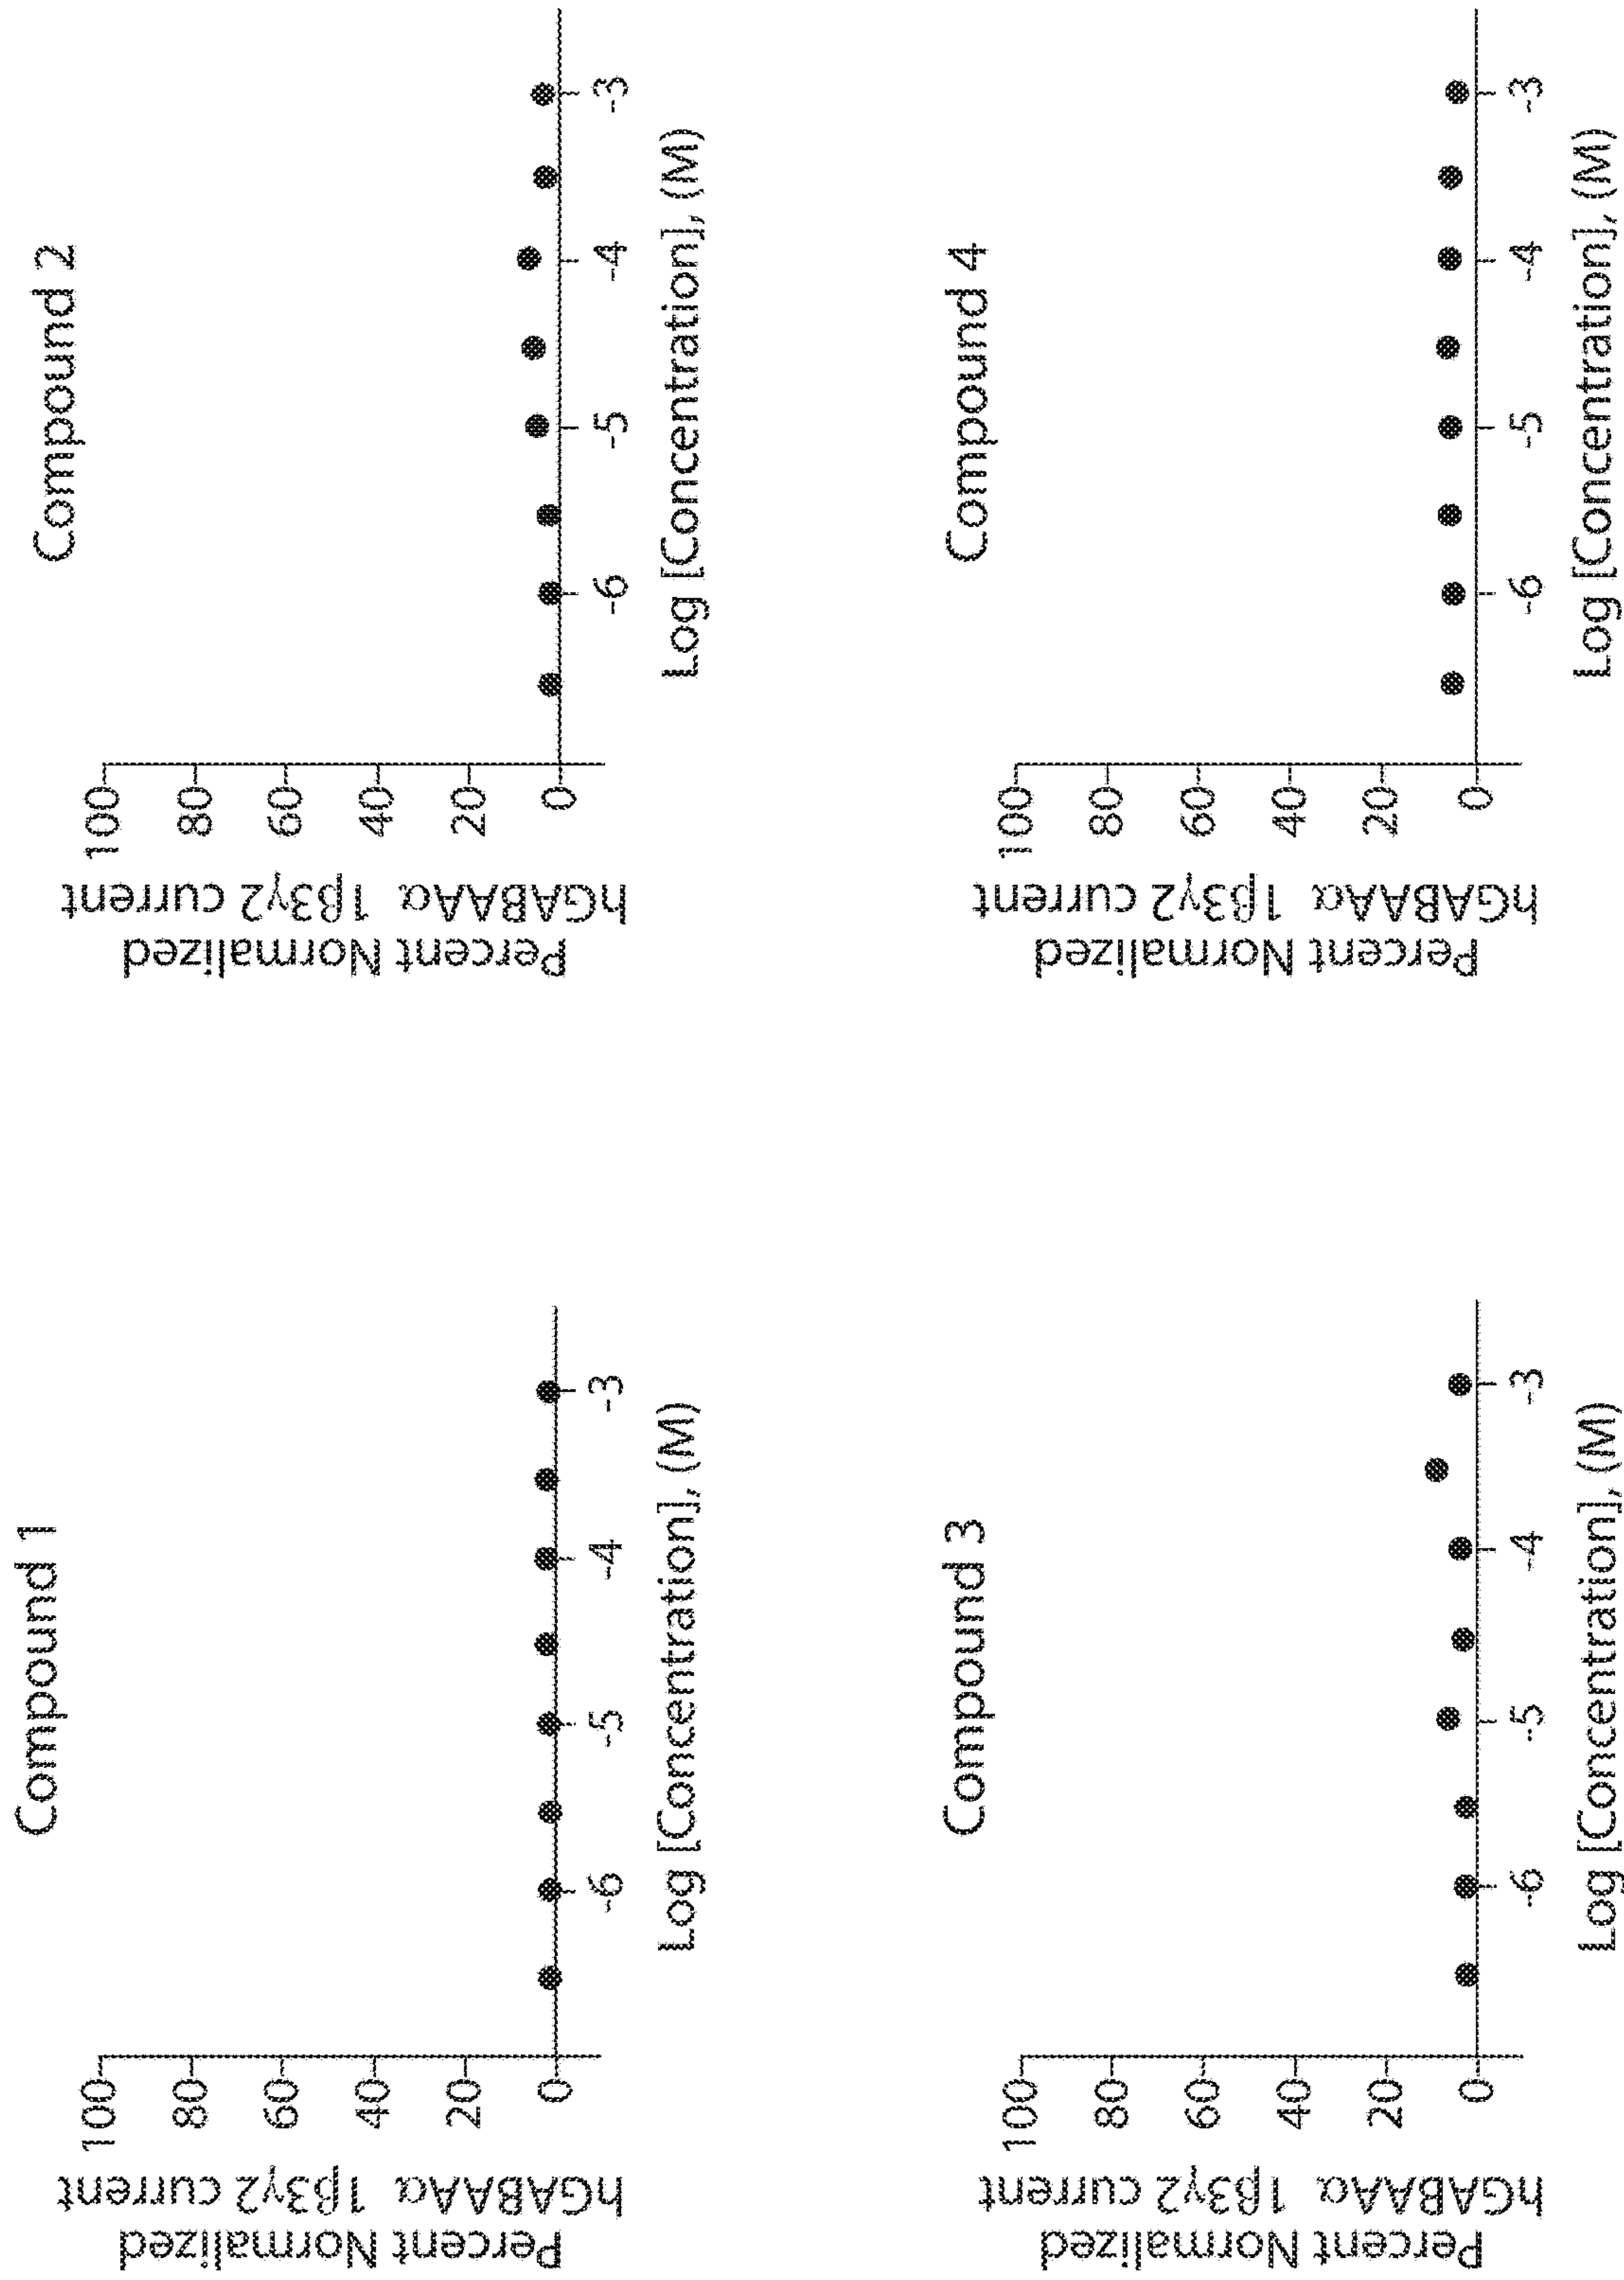 Compound 1
Percent Normalized
hGABAAα 1β3γ2 current
100
80
60
40
20
0
-6
-5
-4
-3
Log [Concentration], (M)
Compound 2
Percent Normalized
hGABAAα 1β3γ2 current
100
80
60
40
20
0
-6
-5
-4
-3
Log [Concentration], (M)
Compound 3
Percent Normalized
hGABAAα 1β3γ2 current
100
80
60
40
20
0
-6
-5
-4
-3
Log [Concentration], (M)
Compound 4
Percent Normalized
hGABAAα 1β3γ2 current
100
80
60
40
20
0
-6
-5
-4
-3
Log [Concentration], (M)